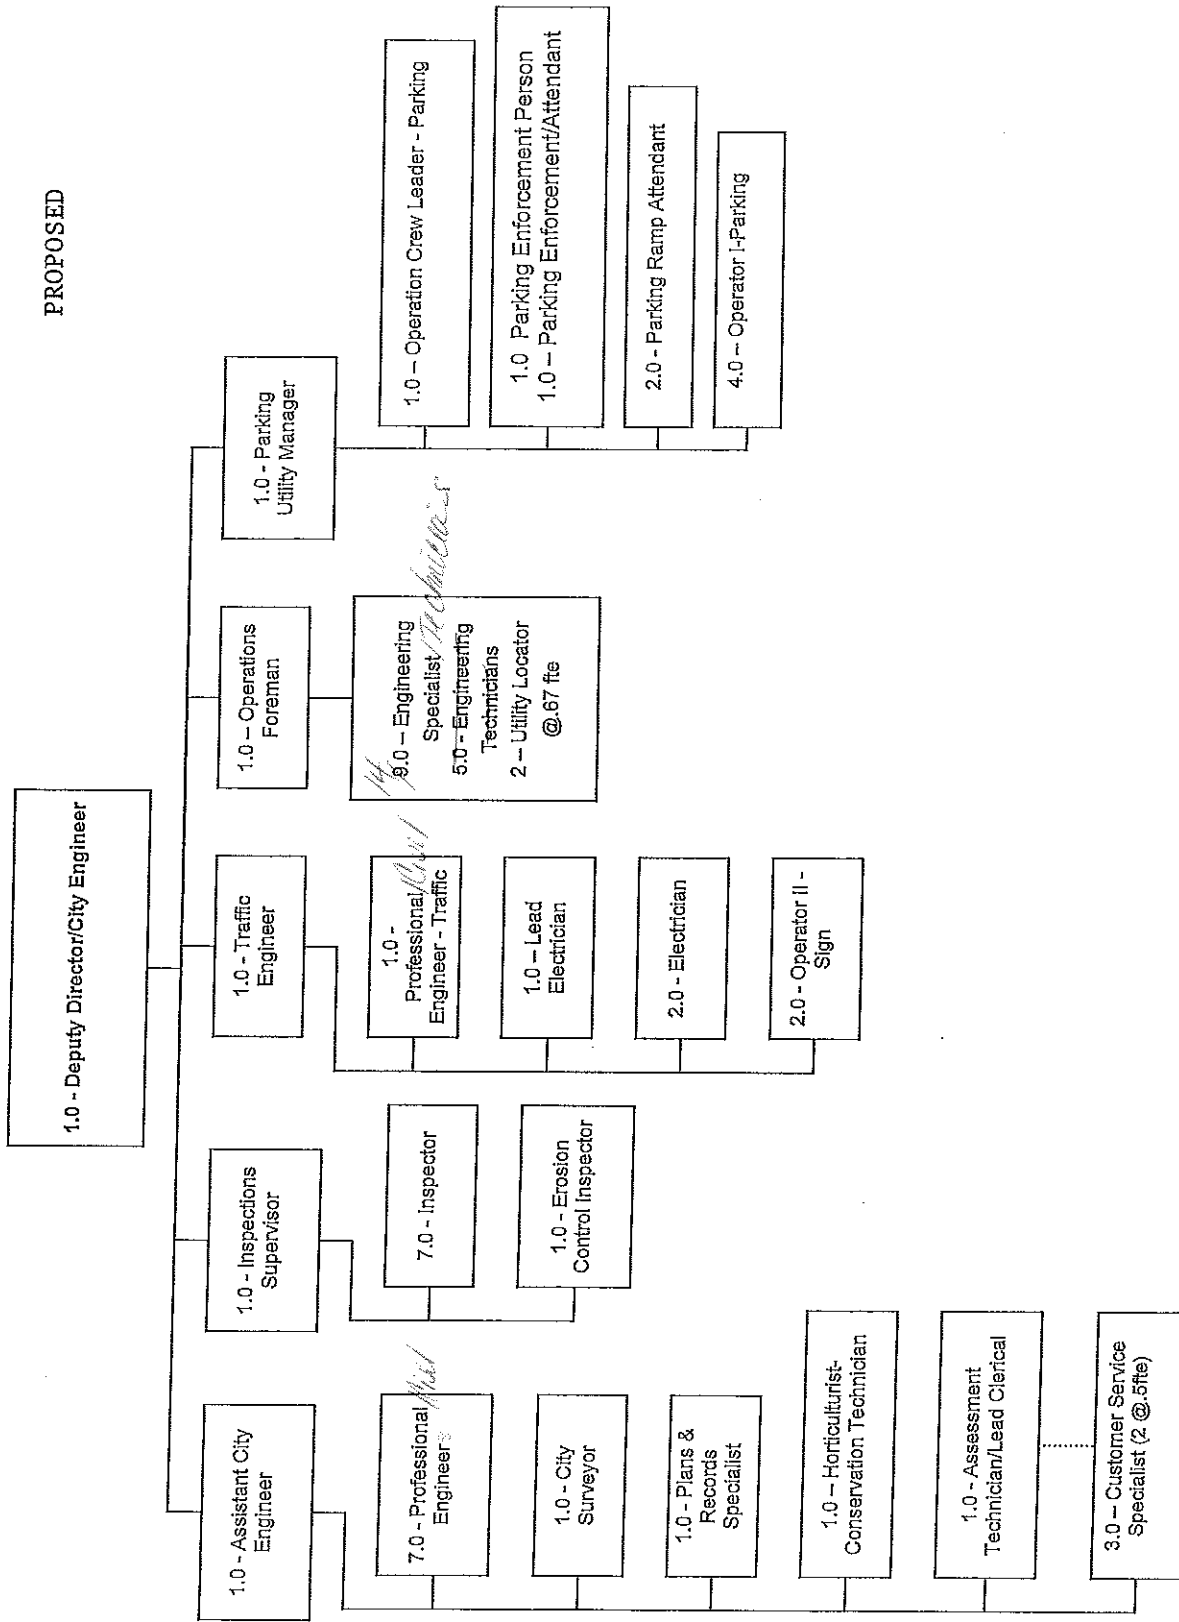 PROPOSED
1.0 - Deputy Director/City Engineer
1.0 - Assistant City
Engineer
7.0 - Professional
Engineers
1.0 - City
Surveyor
1.0 - Plans &
Records
Specialist
1.0 – Horticulturist-
Conservation Technician
1.0 - Assessment
Technician/Lead Clerical
3.0 – Customer Service
Specialist (2 @.5fte)
1.0 - Inspections
Supervisor
7.0 - Inspector
1.0 - Erosion
Control Inspector
1.0 - Traffic
Engineer
1.0 -
Professional/Civil
Engineer - Traffic
1.0 – Lead
Electrician
2.0 - Electrician
2.0 - Operator II -
Sign
1.0 – Operations
Foreman
14
9.0 – Engineering
Specialist/Technicians
5.0 - Engineering
Technicians
2 – Utility Locator
@.67 fte
1.0 - Parking
Utility Manager
1.0 – Operation Crew Leader - Parking
1.0 Parking Enforcement Person
1.0 – Parking Enforcement/Attendant
2.0 - Parking Ramp Attendant
4.0 – Operator I-Parking